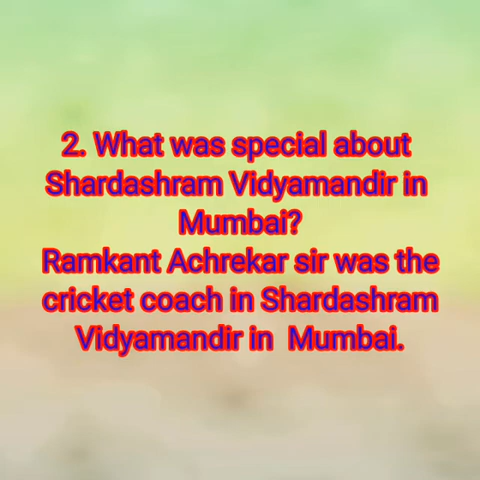 2. What was special about
Shardashram Vidyamandir in
Mumbai?
Ramkant Achrekar sir was the
cricket coach in Shardashram
Vidyamandir in  Mumbai.